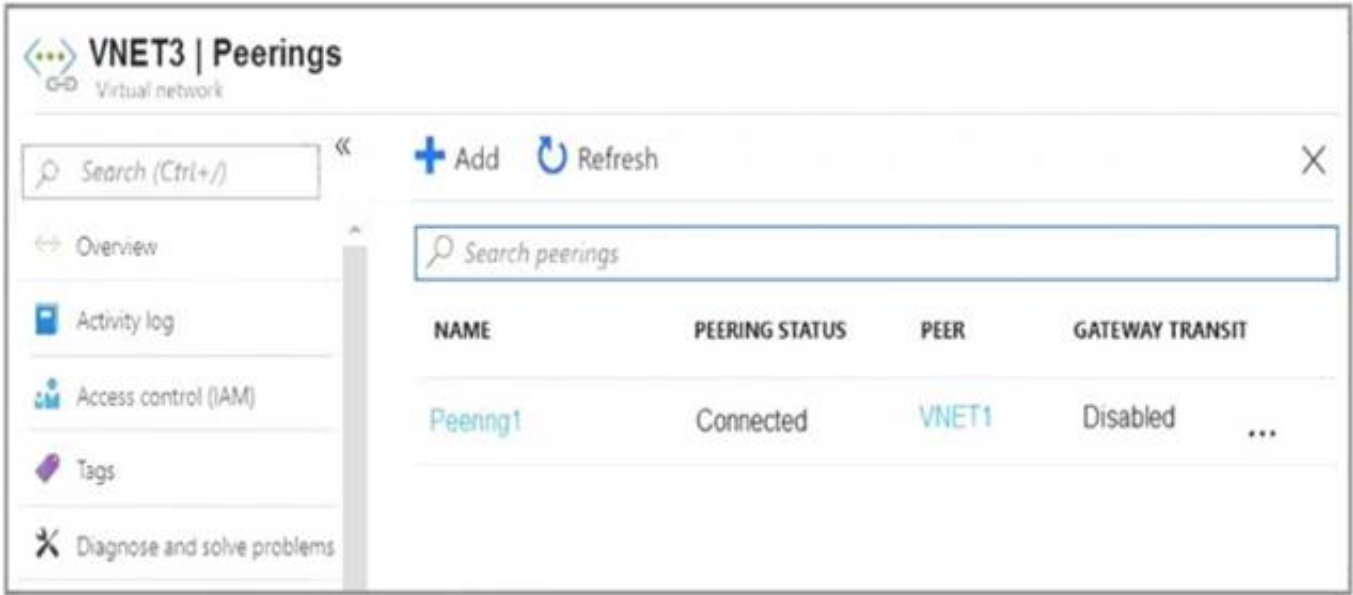 VNET3 | Peerings
Virtual network
Search (Ctrl+/)
«
Add
Refresh
Overview
Activity log
Access control (IAM)
Tags
Diagnose and solve problems
Search peerings
NAME PEERING STATUS PEER GATEWAY TRANSIT
Peering1 Connected VNET1 Disabled ...